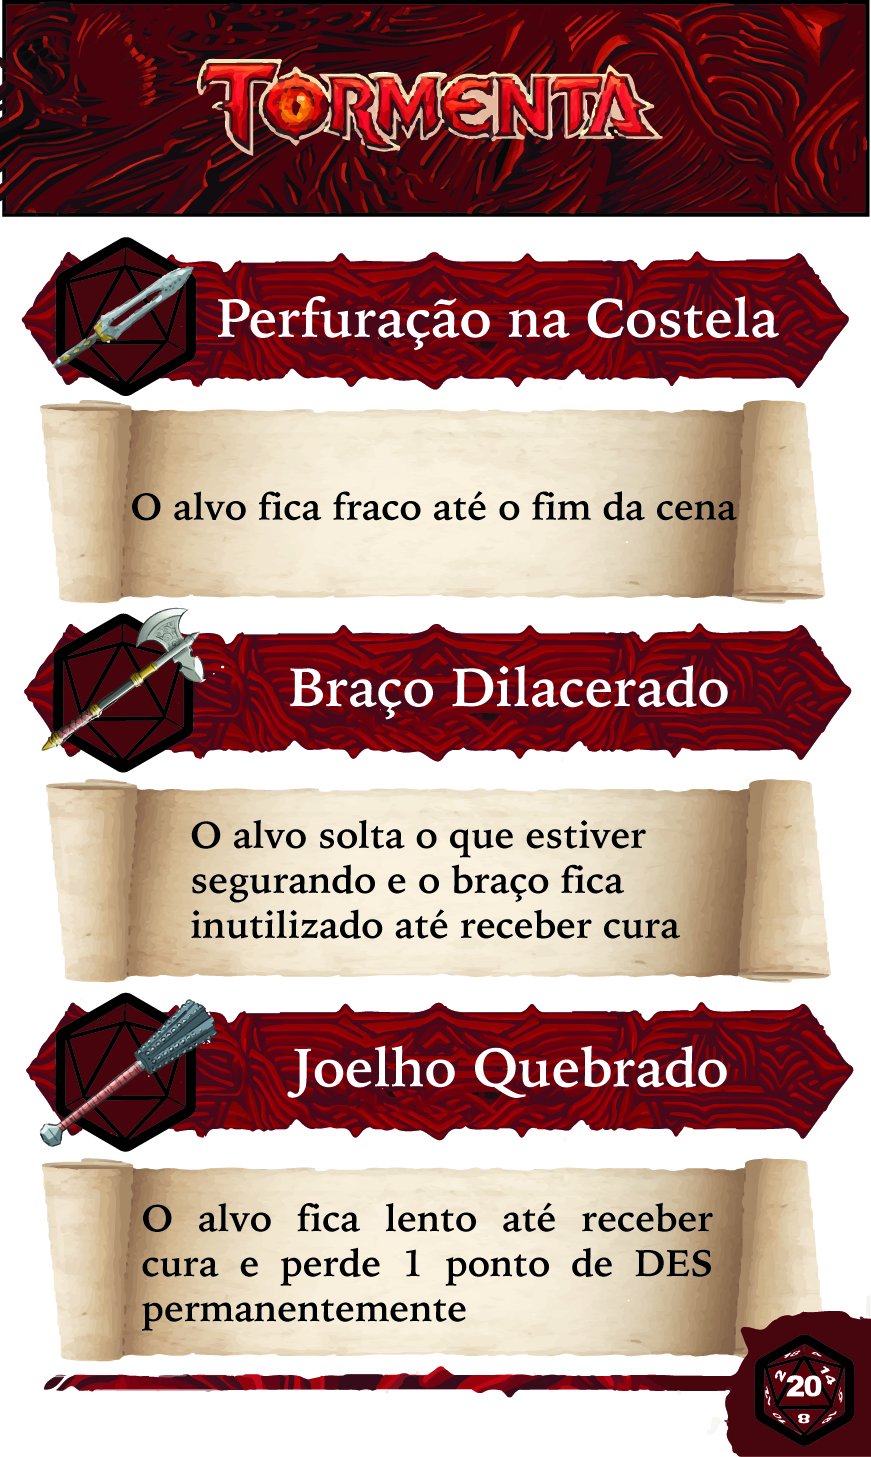 TORMENTA
Perfuração na Costela
O alvo fica fraco até o fim da cena
Braço Dilacerado
O alvo solta o que estiver
segurando e o braço fica
inutilizado até receber cura
Joelho Quebrado
O alvo fica lento até receber
cura e perde 1 ponto de DES
permanentemente
20
8
14
2